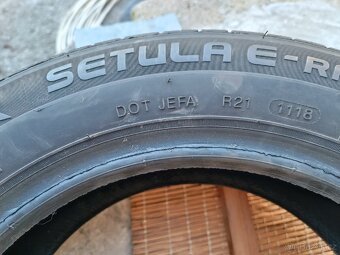 SETULA E-
DOT JEFA R21 1118